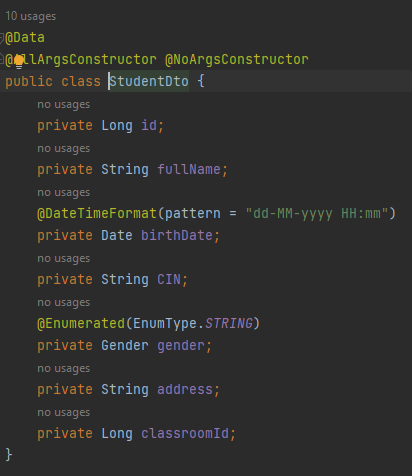 10 usages
@Data
@AllArgsConstructor @NoArgsConstructor
public class StudentDto {
no usages
private Long id;
no usages
private String fullName;
no usages
@DateTimeFormat(pattern = "dd-MM-yyyy HH:mm")
private Date birthDate;
no usages
private String CIN;
no usages
@Enumerated(EnumType.STRING)
private Gender gender;
no usages
private String address;
no usages
private Long classroomId;
}